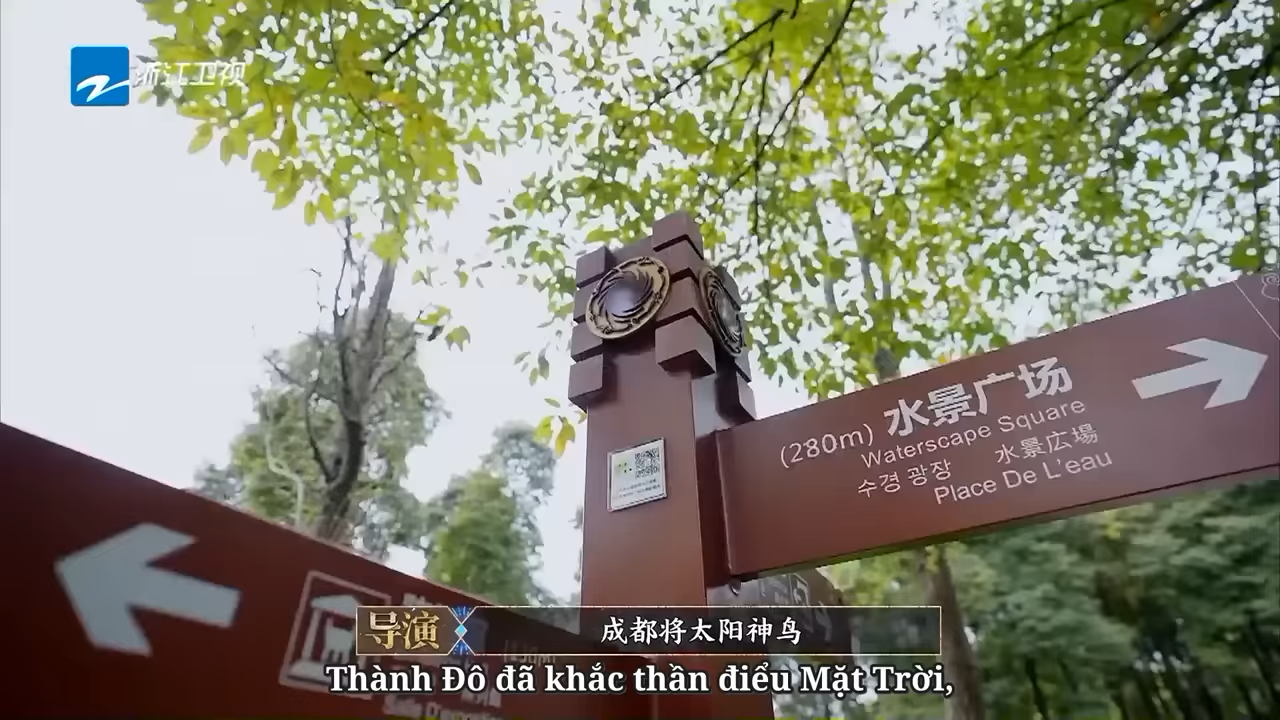 浙江卫视
(280m) 水景广场
Waterscape Square
수경 광장 水景広場
Place De L'eau
导演 成都将太阳神鸟
Thành Đô đã khắc thần điểu Mặt Trời,